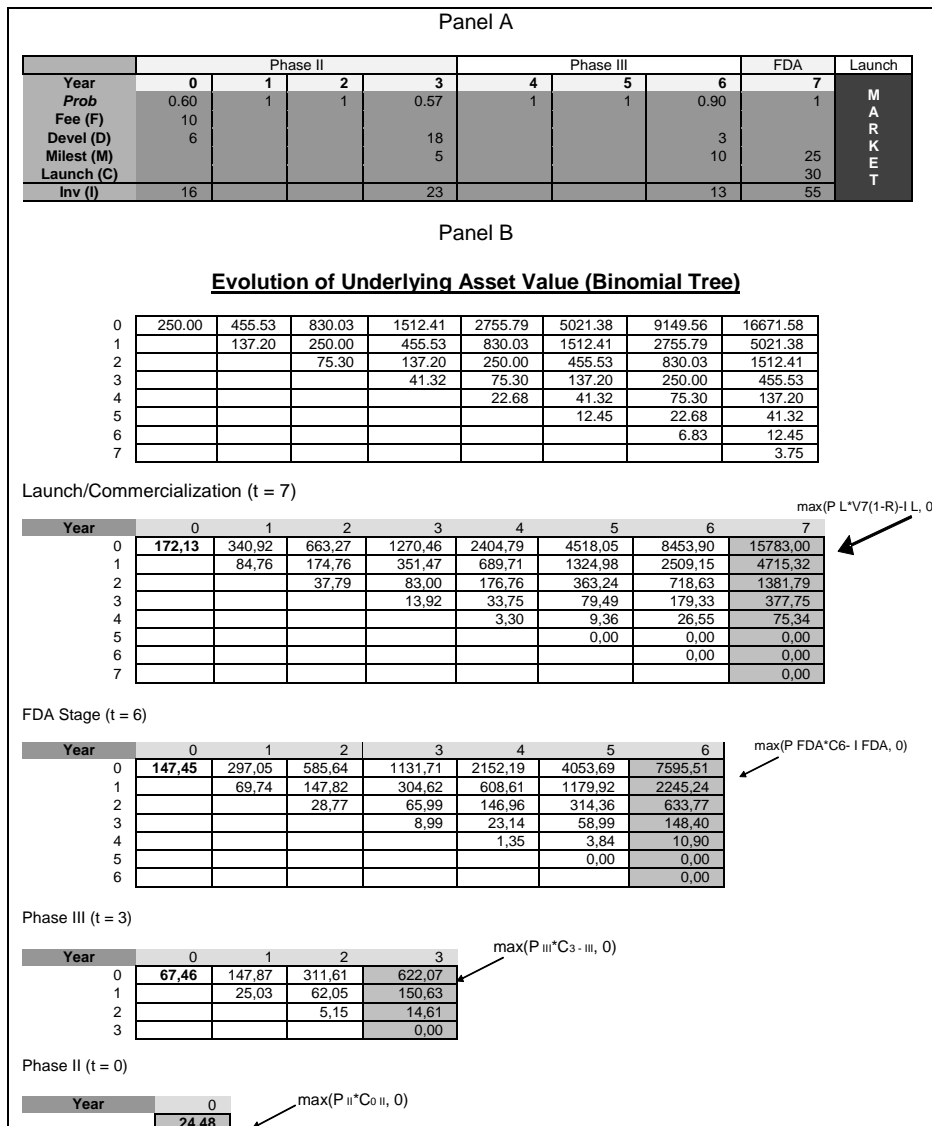 Panel A
Phase II Phase III FDA Launch
Year 0 1 2 3 4 5 6 7 MARKET
Prob 0.60 1 1 0.57 1 1 0.90 1
Fee (F) 10
Devel (D) 6 18 3
Milest (M) 5 10 25
Launch (C) 30
Inv (I) 16 23 13 55
Panel B
Evolution of Underlying Asset Value (Binomial Tree)
0 250.00 455.53 830.03 1512.41 2755.79 5021.38 9149.56 16671.58
1 137.20 250.00 455.53 830.03 1512.41 2755.79 5021.38
2 75.30 137.20 250.00 455.53 830.03 1512.41
3 41.32 75.30 137.20 250.00 455.53
4 22.68 41.32 75.30 137.20
5 12.45 22.68 41.32
6 6.83 12.45
7 3.75
Launch/Commercialization (t = 7)
max(P L*V7(1-R)-I L, 0
Year 0 1 2 3 4 5 6 7
0 172,13 340,92 663,27 1270,46 2404,79 4518,05 8453,90 15783,00
1 84,76 174,76 351,47 689,71 1324,98 2509,15 4715,32
2 37,79 83,00 176,76 363,24 718,63 1381,79
3 13,92 33,75 79,49 179,33 377,75
4 3,30 9,36 26,55 75,34
5 0,00 0,00 0,00
6 0,00 0,00
7 0,00
FDA Stage (t = 6)
max(P FDA*C6- I FDA, 0)
Year 0 1 2 3 4 5 6
0 147,45 297,05 585,64 1131,71 2152,19 4053,69 7595,51
1 69,74 147,82 304,62 608,61 1179,92 2245,24
2 28,77 65,99 146,96 314,36 633,77
3 8,99 23,14 58,99 148,40
4 1,35 3,84 10,90
5 0,00 0,00
6 0,00
Phase III (t = 3)
max(P III*C3 - III, 0)
Year 0 1 2 3
0 67,46 147,87 311,61 622,07
1 25,03 62,05 150,63
2 5,15 14,61
3 0,00
Phase II (t = 0)
max(P II*C0 II, 0)
Year 0
24,48